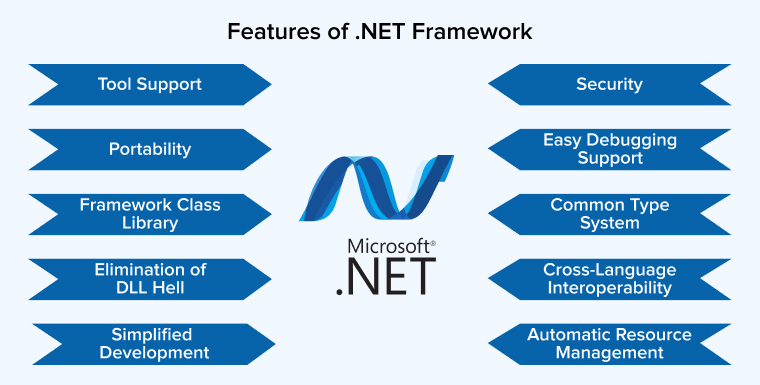 Features of .NET Framework
Tool Support
Portability
Framework Class
Library
Elimination of
DLL Hell
Simplified
Development
Microsoft®
.NET
Security
Easy Debugging
Support
Common Type
System
Cross-Language
Interoperability
Automatic Resource
Management